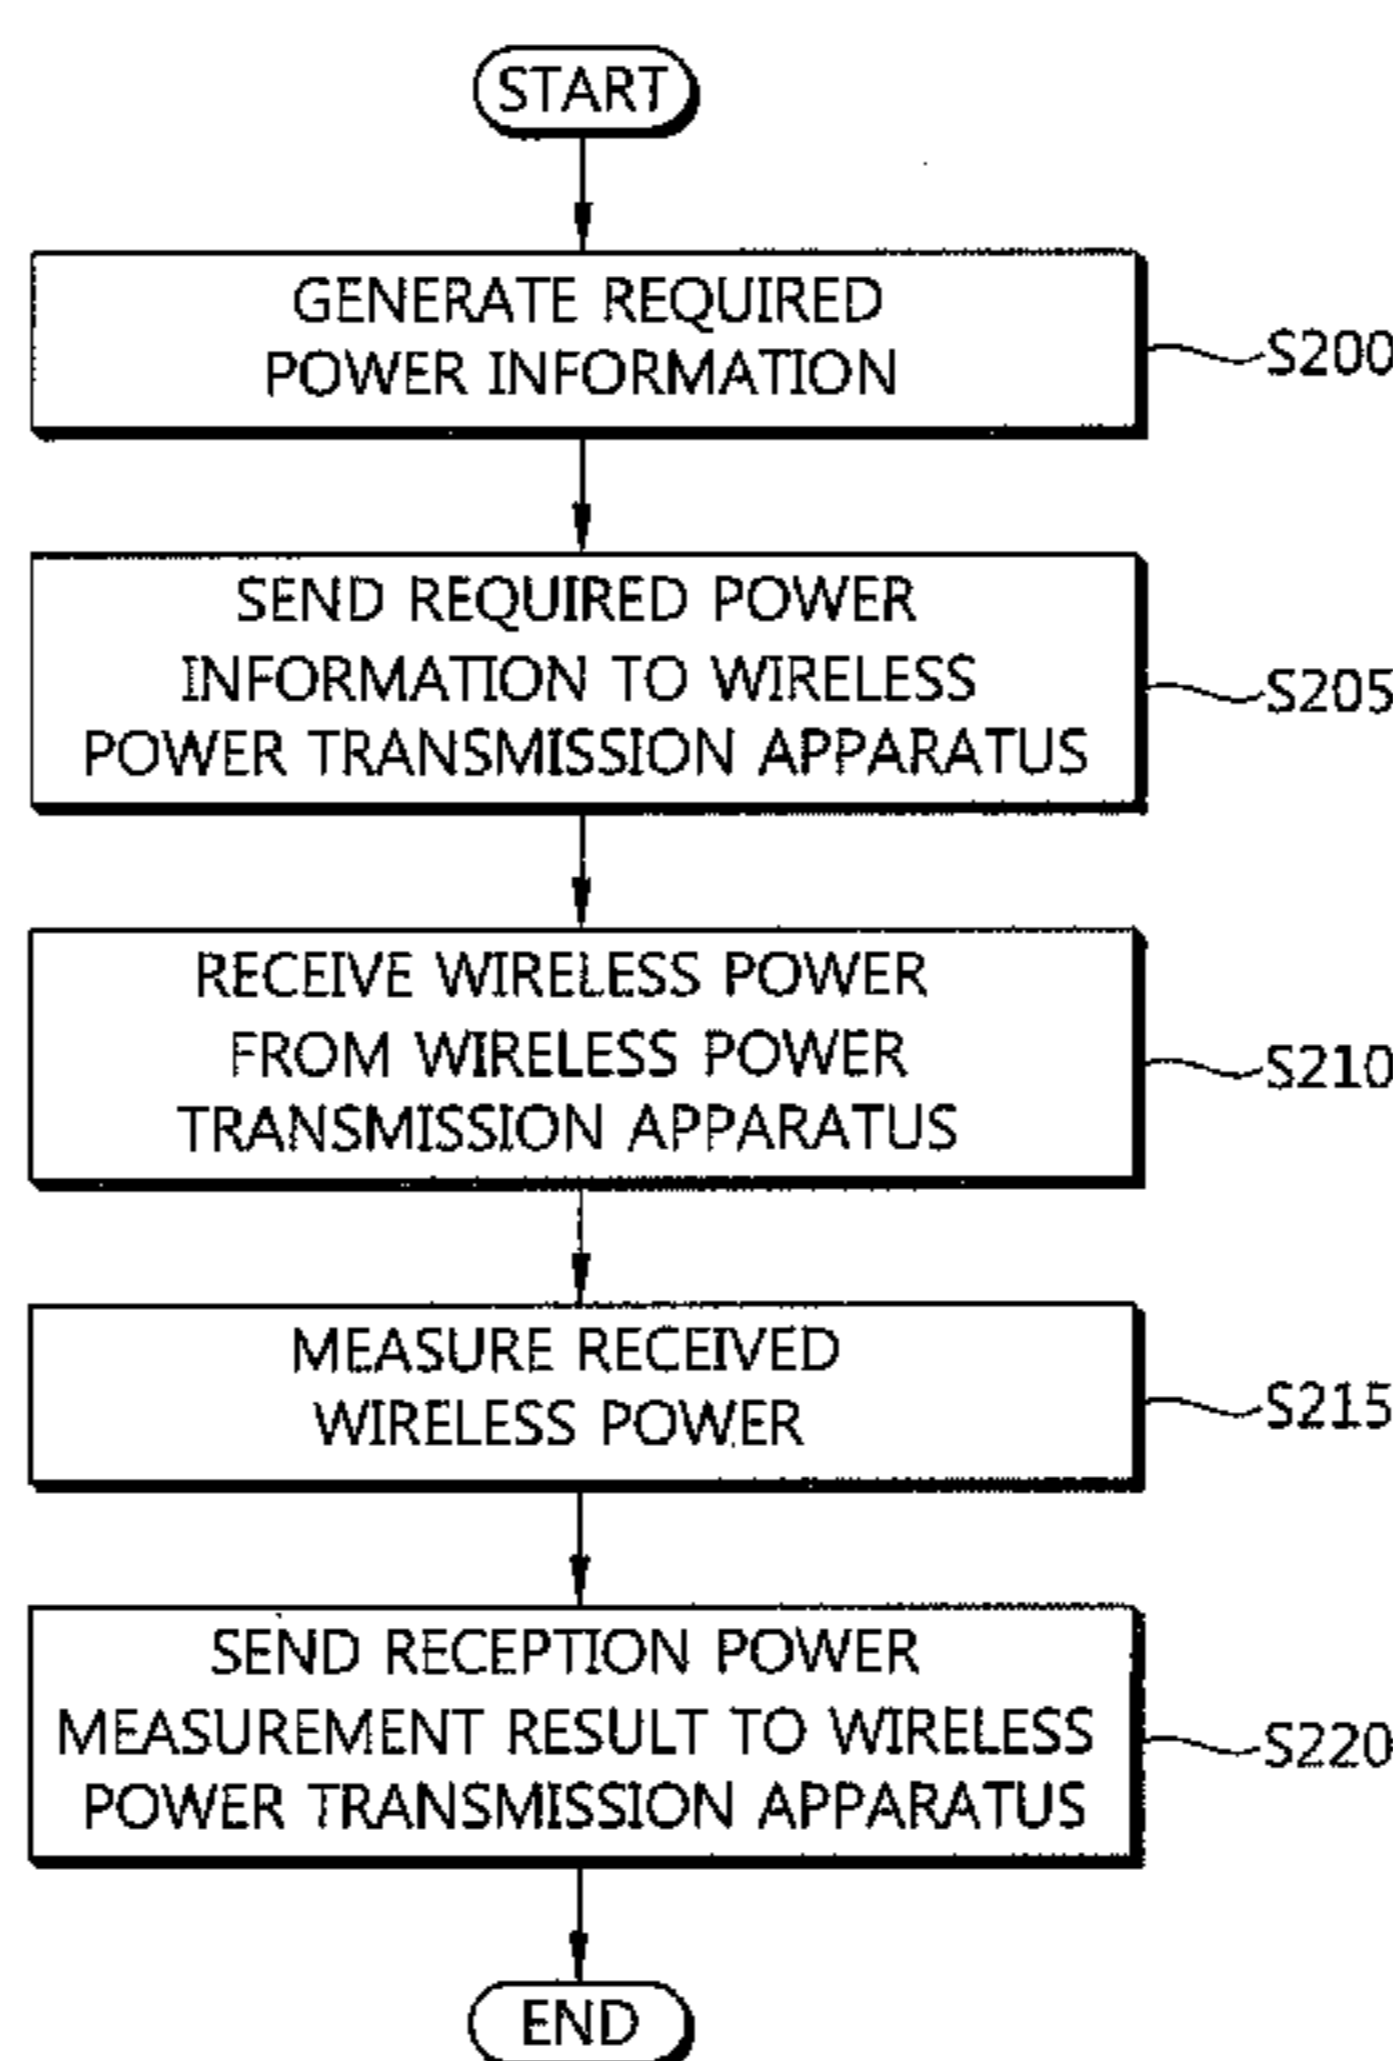 START
GENERATE REQUIRED
POWER INFORMATION
S200
SEND REQUIRED POWER
INFORMATION TO WIRELESS
POWER TRANSMISSION APPARATUS
S205
RECEIVE WIRELESS POWER
FROM WIRELESS POWER
TRANSMISSION APPARATUS
S210
MEASURE RECEIVED
WIRELESS POWER
S215
SEND RECEPTION POWER
MEASUREMENT RESULT TO WIRELESS
POWER TRANSMISSION APPARATUS
S220
END